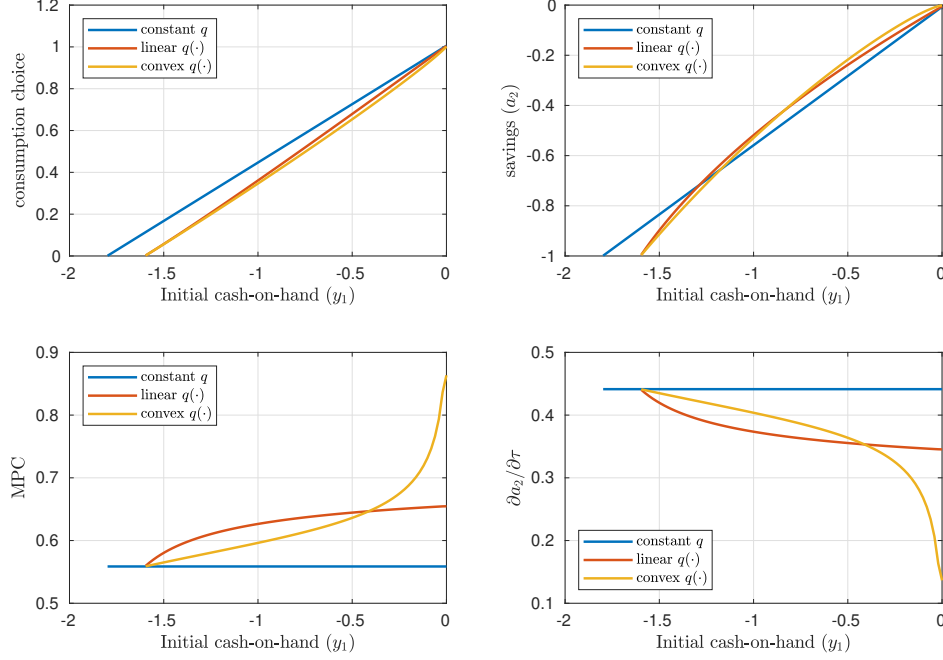 1.2
1
0.8
0.6
0.4
0.2
0
consumption choice
constant q
linear q(·)
convex q(·)
-2 -1.5 -1 -0.5 0
Initial cash-on-hand (y₁)
0
-0.2
-0.4
-0.6
-0.8
-1
savings (a₂)
constant q
linear q(·)
convex q(·)
-2 -1.5 -1 -0.5 0
Initial cash-on-hand (y₁)
0.9
0.8
0.7
0.6
0.5
MPC
constant q
linear q(·)
convex q(·)
-2 -1.5 -1 -0.5 0
Initial cash-on-hand (y₁)
0.5
0.4
0.3
0.2
0.1
∂a₂/∂τ
constant q
linear q(·)
convex q(·)
-2 -1.5 -1 -0.5 0
Initial cash-on-hand (y₁)